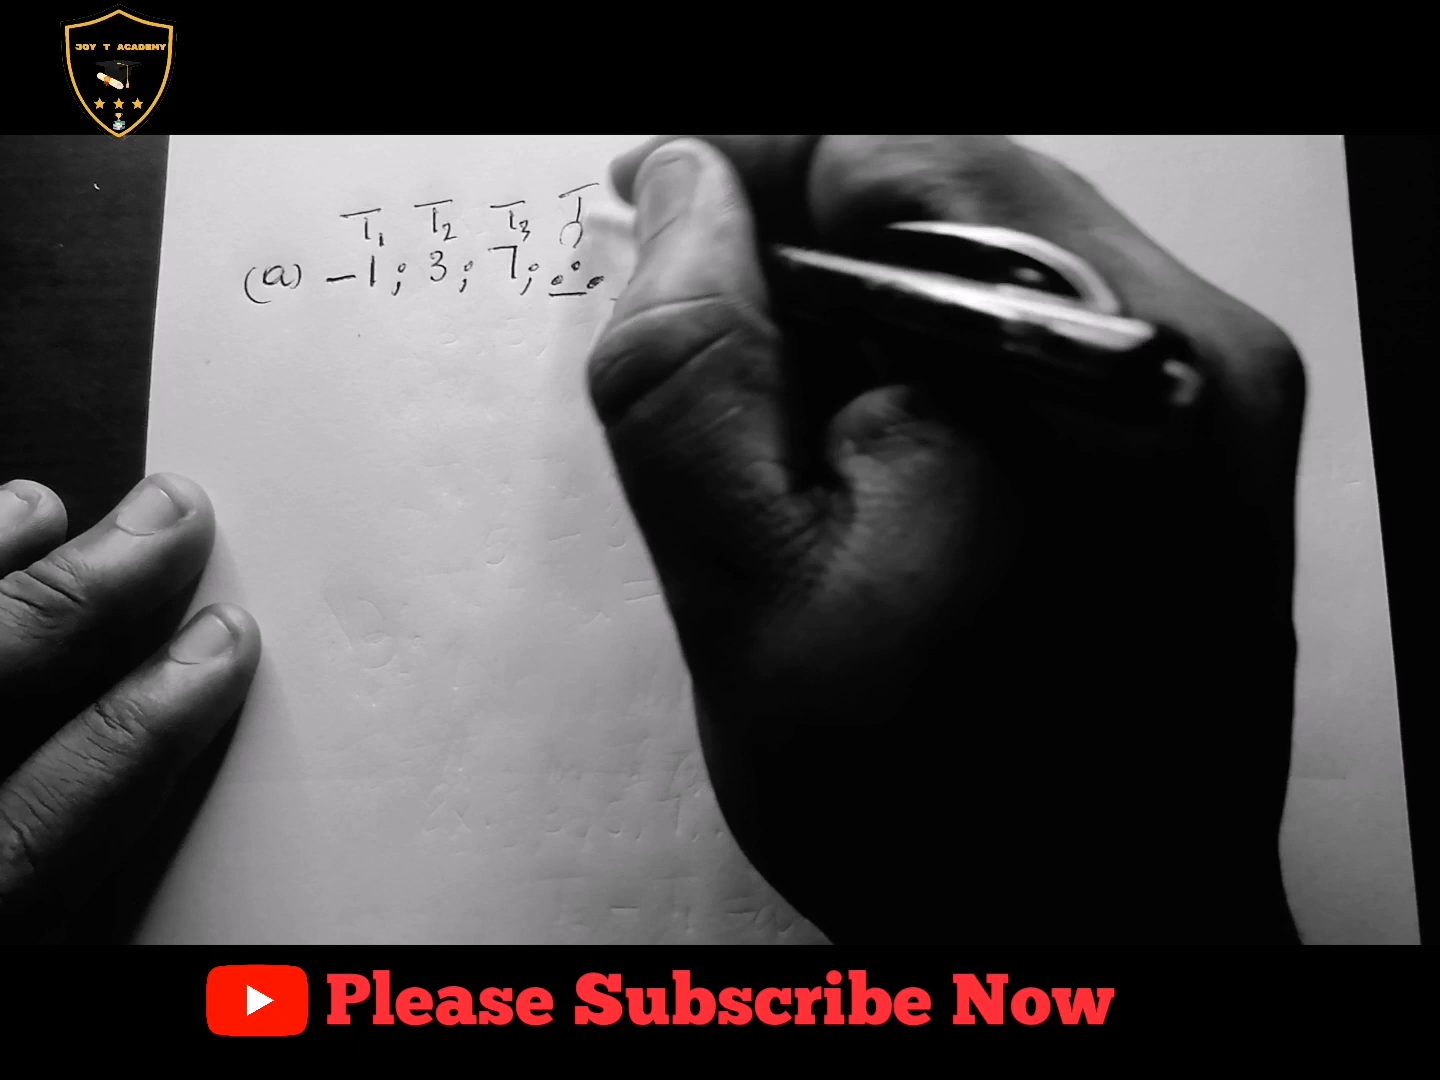 JOY T ACADEMY
T₁ T₂ T₃ T
(a) -1; 3; 7; ...
Please Subscribe Now